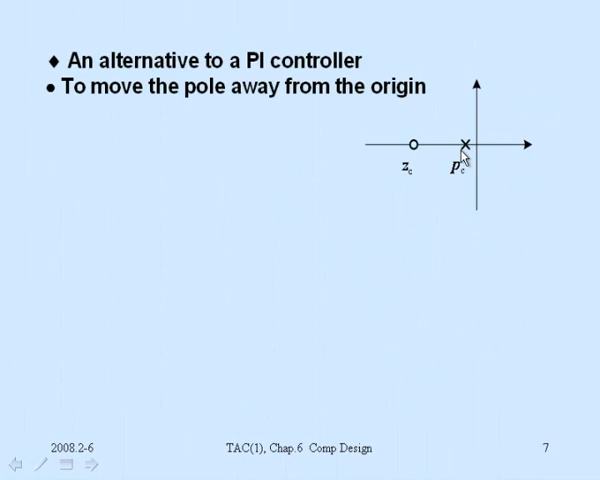 ♦ An alternative to a PI controller
● To move the pole away from the origin
zc pc
2008.2-6 TAC(1), Chap.6 Comp Design 7